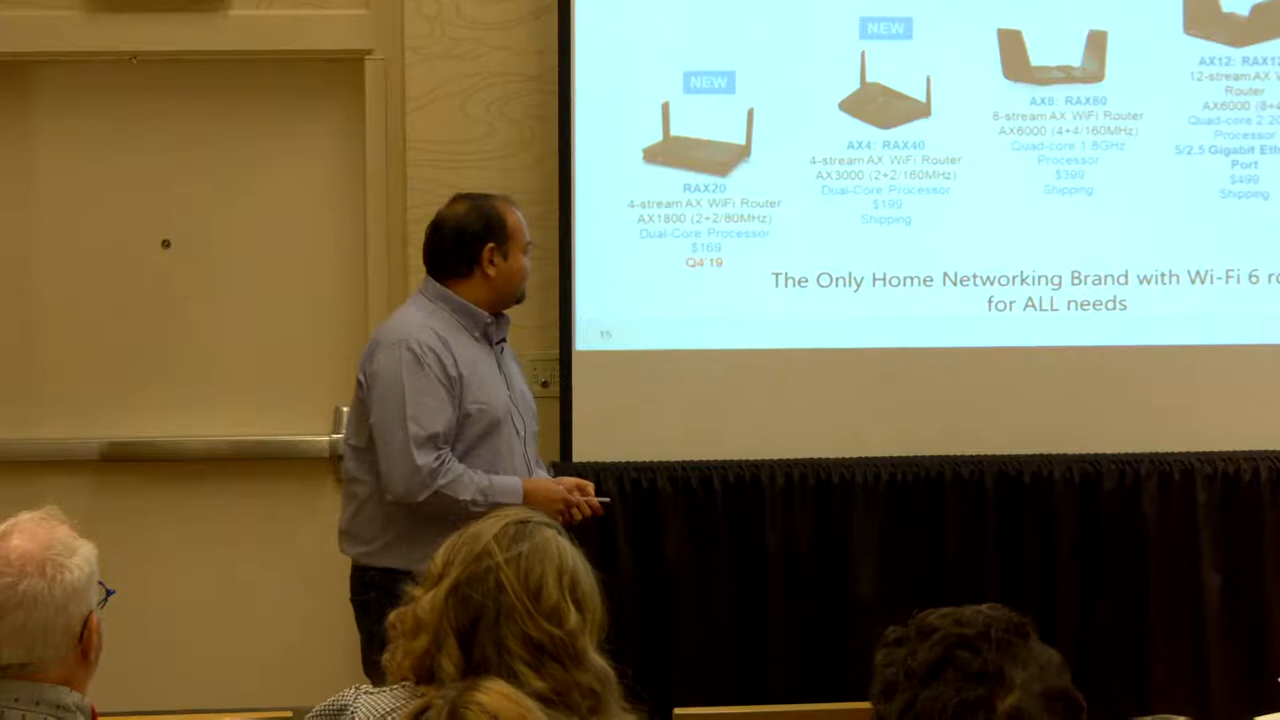 NEW
RAX20
4-stream AX WiFi Router
AX1800 (2+2/80MHz)
Dual-Core Processor
$169
Q4'19
NEW
AX4: RAX40
4-stream AX WiFi Router
AX3000 (2+2/160MHz)
Dual-Core Processor
$199
Shipping
AX8: RAX80
8-stream AX WiFi Router
AX6000 (4+4/160MHz)
Quad-core 1.8GHz
Processor
$399
Shipping
AX12: RAX12
12-stream AX W
Router
AX6000 (8+4
Quad-core 2.2G
Processor
5/2.5 Gigabit Eth
Port
$499
Shipping
The Only Home Networking Brand with Wi-Fi 6 ro
for ALL needs
15